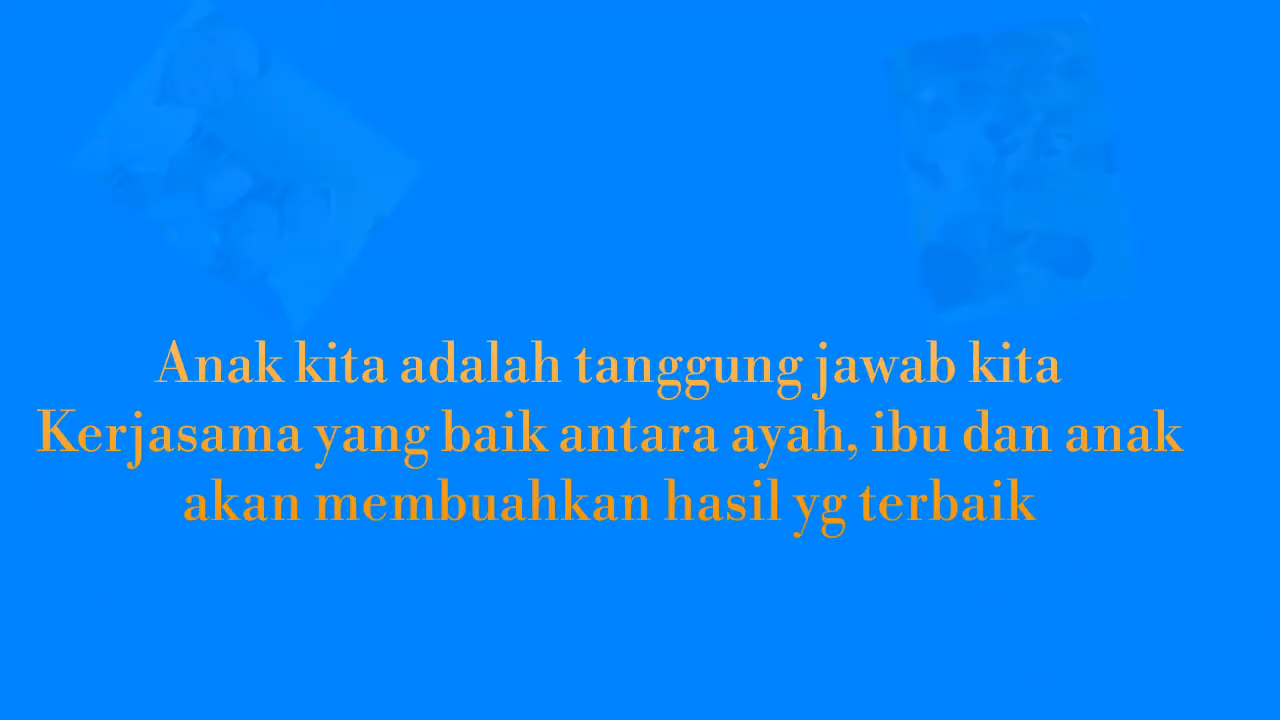 Anak kita adalah tanggung jawab kita
Kerjasama yang baik antara ayah, ibu dan anak
akan membuahkan hasil yg terbaik